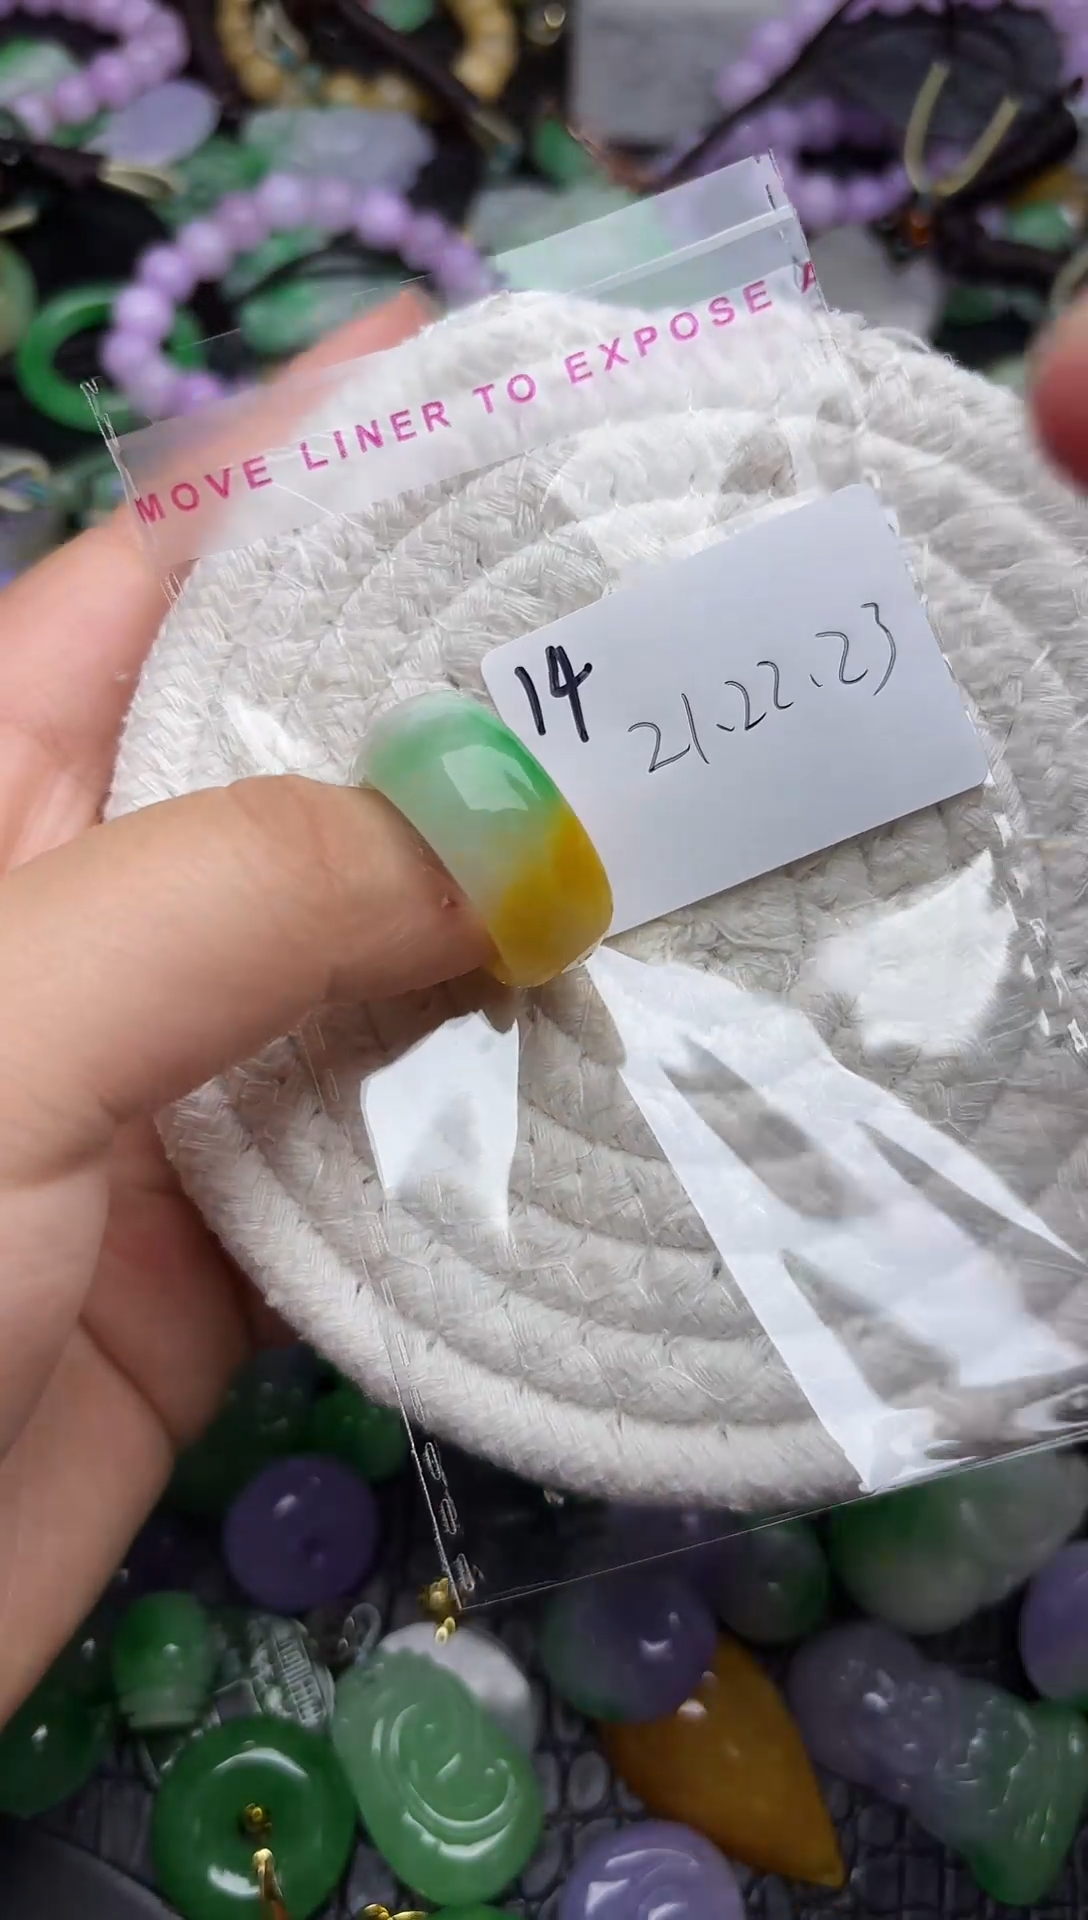 MOVE LINER TO EXPOSE A
14
21、22、23